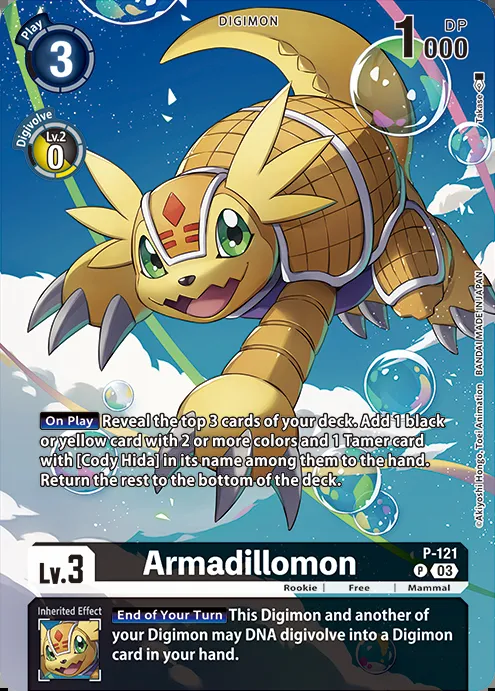 DIGIMON
Play
3
DP
1000
Digivolve
Lv.2
0
Takase
On Play Reveal the top 3 cards of your deck. Add 1 black
or yellow card with 2 or more colors and 1 Tamer card
with [Cody Hida] in its name among them to the hand.
Return the rest to the bottom of the deck.
©Akiyoshi Hongo, Toei Animation BANDAI MADE IN JAPAN
P-121
Lv.3
Armadillomon
P 03
Rookie | Free | Mammal
Inherited Effect
End of Your Turn This Digimon and another of
your Digimon may DNA digivolve into a Digimon
card in your hand.